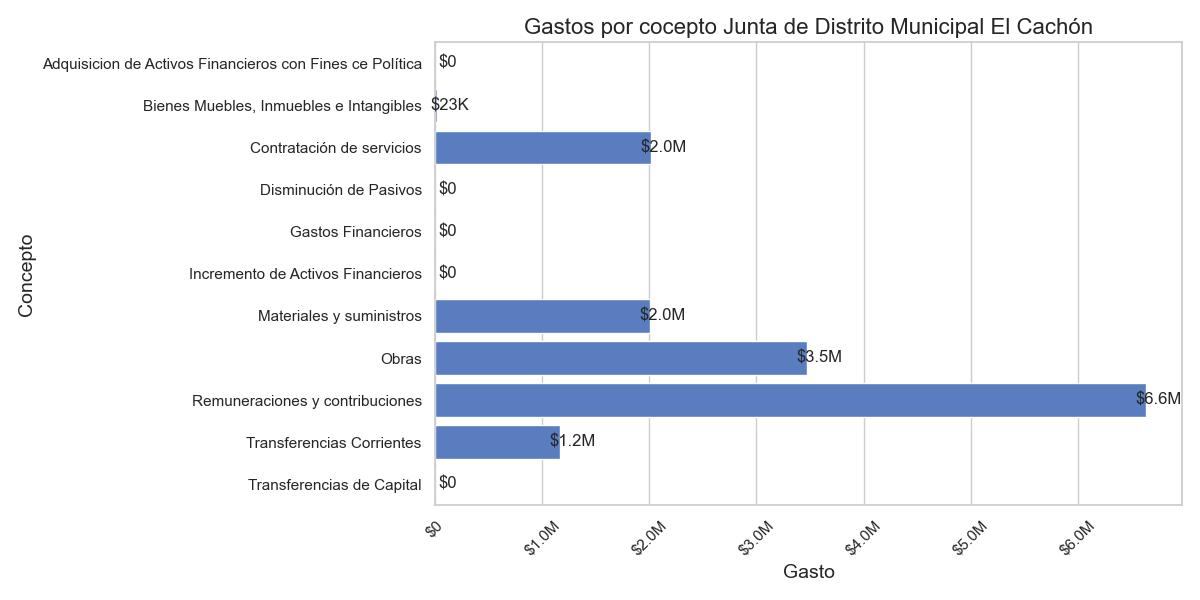 Gastos por cocepto Junta de Distrito Municipal El Cachón
Concepto
Adquisicion de Activos Financieros con Fines ce Política $0
Bienes Muebles, Inmuebles e Intangibles $23K
Contratación de servicios $2.0M
Disminución de Pasivos $0
Gastos Financieros $0
Incremento de Activos Financieros $0
Materiales y suministros $2.0M
Obras $3.5M
Remuneraciones y contribuciones $6.6M
Transferencias Corrientes $1.2M
Transferencias de Capital $0
$0 $1.0M $2.0M $3.0M $4.0M $5.0M $6.0M
Gasto